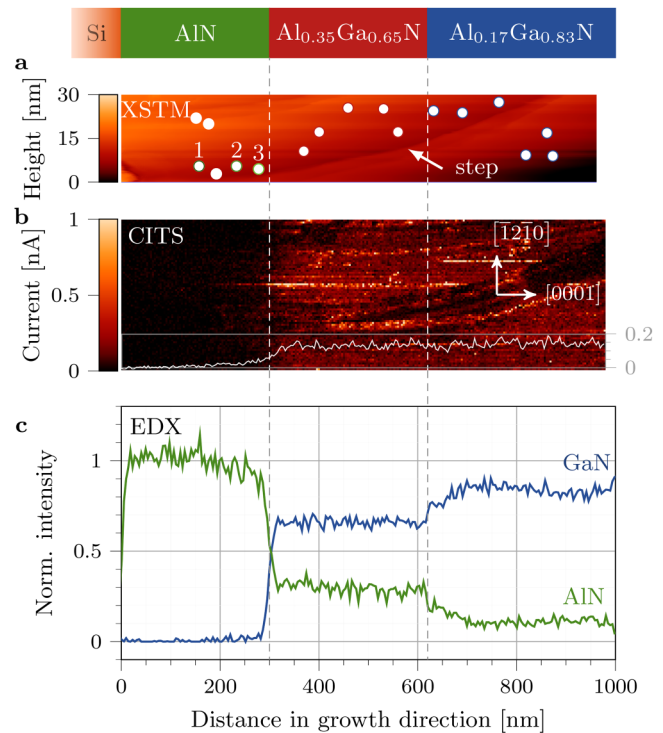 Si AlN Al0.35Ga0.65N Al0.17Ga0.83N
a
XSTM
Height [nm]
30
15
0
1 2 3
step
b
CITS
Current [nA]
1
0.5
0
[1̅21̅0]
[0001̅]
0.2
0
c
EDX
Norm. intensity
1
0.5
0
GaN
AlN
0 200 400 600 800 1000
Distance in growth direction [nm]